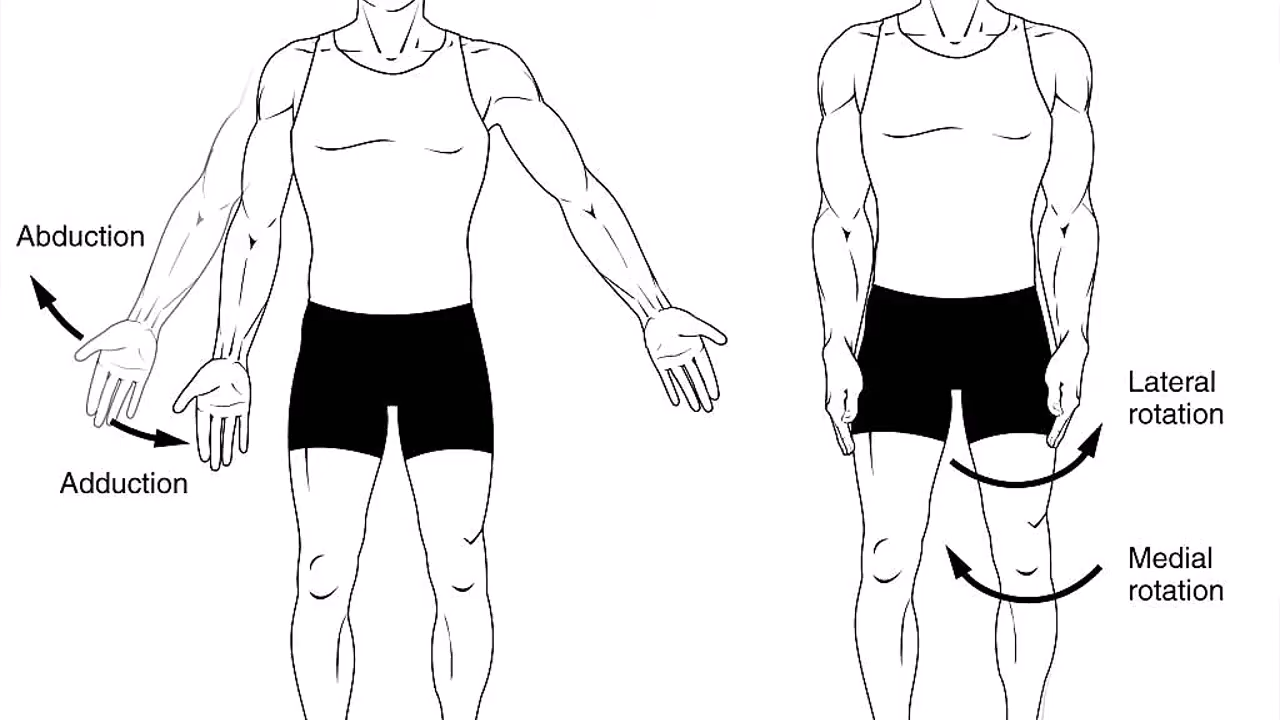 Abduction
Adduction
Lateral
rotation
Medial
rotation